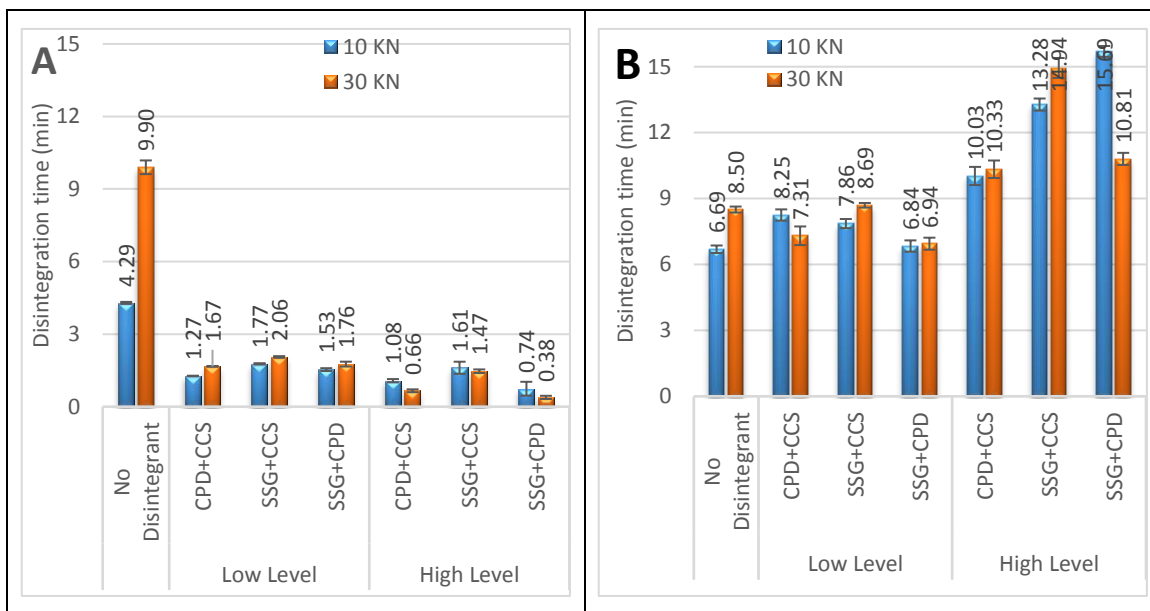 A
10 KN
30 KN
Disintegration time (min)
15
12
9
6
3
0
4.29
9.90
1.27
1.67
1.77
2.06
1.53
1.76
1.08
0.66
1.61
1.47
0.74
0.38
No
Disintegrant
CPD+CCS
SSG+CCS
SSG+CPD
CPD+CCS
SSG+CCS
SSG+CPD
Low Level
High Level
B
10 KN
30 KN
Disintegration time (min)
15
12
9
6
3
0
6.69
8.50
8.25
7.31
7.86
8.69
6.84
6.94
10.03
10.33
13.28
14.94
15.69
10.81
No
Disintegrant
CPD+CCS
SSG+CCS
SSG+CPD
CPD+CCS
SSG+CCS
SSG+CPD
Low Level
High Level